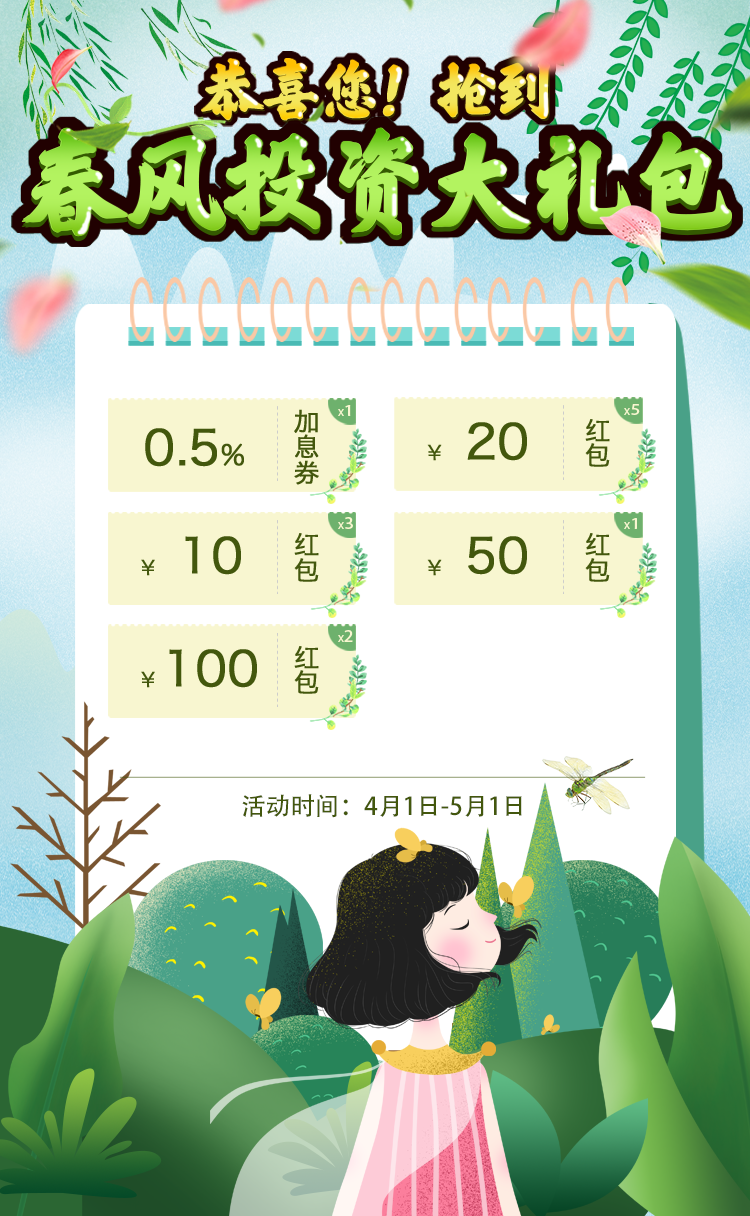 恭喜您！抢到
春风投资大礼包
0.5%
加息券
x1
¥ 20
红包
x5
¥ 10
红包
x3
¥ 50
红包
x1
¥ 100
红包
x2
活动时间：4月1日-5月1日